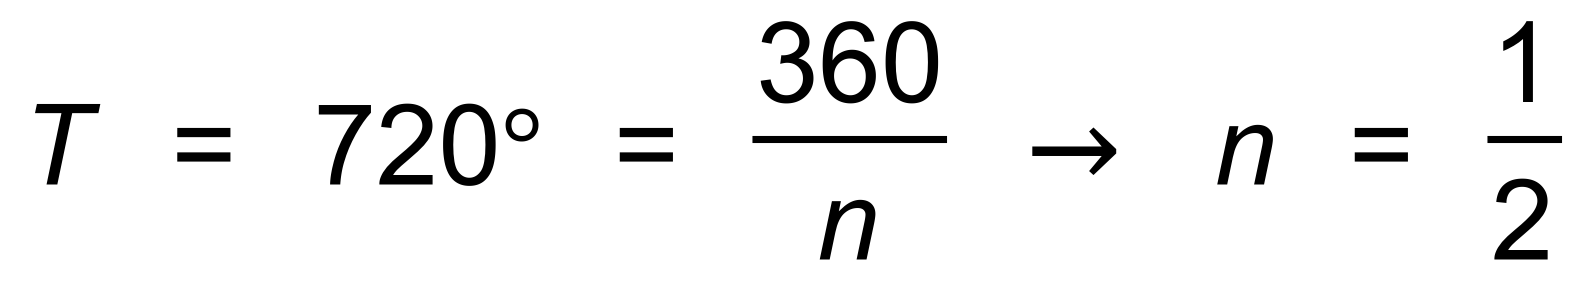 T = 720° = 360/n → n = 1/2